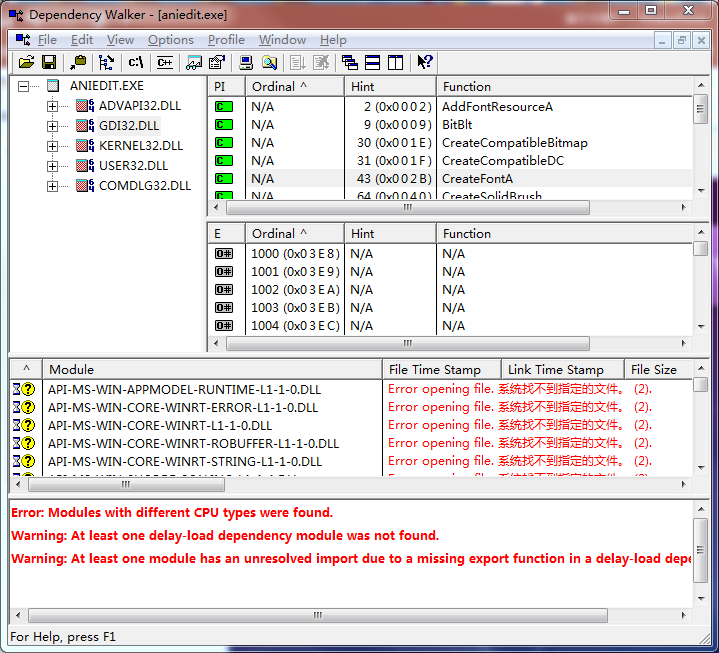 Dependency Walker - [aniedit.exe]
File Edit View Options Profile Window Help
c:\ C++
ANIEDIT.EXE
ADVAPI32.DLL
GDI32.DLL
KERNEL32.DLL
USER32.DLL
COMDLG32.DLL
PI Ordinal ^ Hint Function
C N/A 2 (0x0002) AddFontResourceA
C N/A 9 (0x0009) BitBlt
C N/A 30 (0x001E) CreateCompatibleBitmap
C N/A 31 (0x001F) CreateCompatibleDC
C N/A 43 (0x002B) CreateFontA
C N/A 64 (0x0040) CreateSolidBrush
E Ordinal ^ Hint Function
O# 1000 (0x03E8) N/A N/A
O# 1001 (0x03E9) N/A N/A
O# 1002 (0x03EA) N/A N/A
O# 1003 (0x03EB) N/A N/A
O# 1004 (0x03EC) N/A N/A
^ Module File Time Stamp Link Time Stamp File Size
API-MS-WIN-APPMODEL-RUNTIME-L1-1-0.DLL Error opening file. 系统找不到指定的文件。 (2).
API-MS-WIN-CORE-WINRT-ERROR-L1-1-0.DLL Error opening file. 系统找不到指定的文件。 (2).
API-MS-WIN-CORE-WINRT-L1-1-0.DLL Error opening file. 系统找不到指定的文件。 (2).
API-MS-WIN-CORE-WINRT-ROBUFFER-L1-1-0.DLL Error opening file. 系统找不到指定的文件。 (2).
API-MS-WIN-CORE-WINRT-STRING-L1-1-0.DLL Error opening file. 系统找不到指定的文件。 (2).
Error: Modules with different CPU types were found.
Warning: At least one delay-load dependency module was not found.
Warning: At least one module has an unresolved import due to a missing export function in a delay-load depe
For Help, press F1